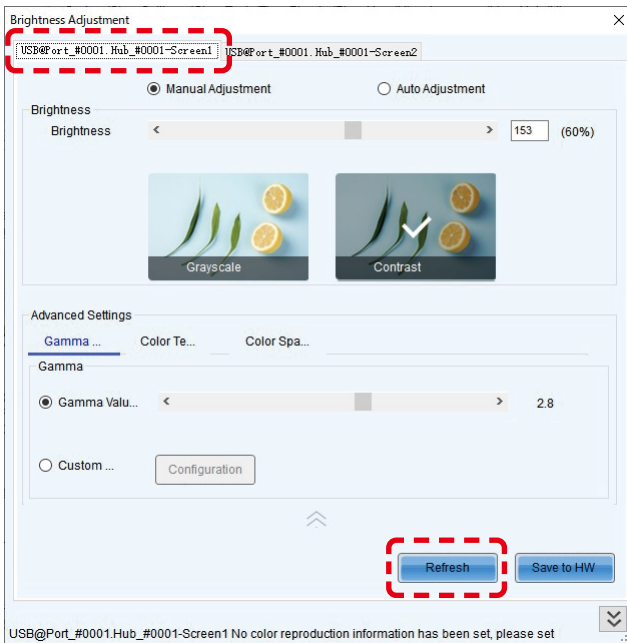 Brightness Adjustment
USB@Port_#0001.Hub_#0001-Screen1 USB@Port_#0001.Hub_#0001-Screen2
Manual Adjustment Auto Adjustment
Brightness
Brightness 153 (60%)
Grayscale Contrast
Advanced Settings
Gamma ... Color Te... Color Spa...
Gamma
Gamma Valu... 2.8
Custom ... Configuration
Refresh Save to HW
USB@Port_#0001.Hub_#0001-Screen1 No color reproduction information has been set, please set